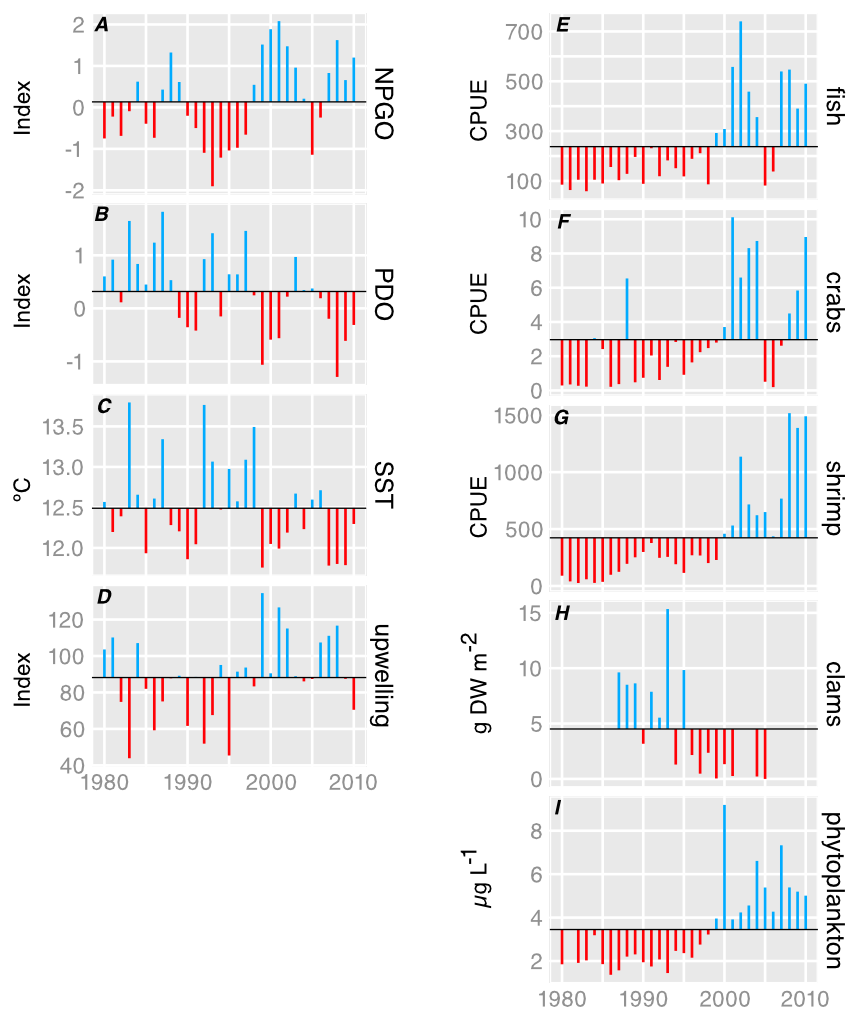 A
2
1
0
-1
-2
Index
NPGO
B
1
0
-1
Index
PDO
C
13.5
13.0
12.5
12.0
ºC
SST
D
120
100
80
60
40
Index
upwelling
1980 1990 2000 2010
E
700
500
300
100
CPUE
fish
F
10
8
6
4
2
0
CPUE
crabs
G
1500
1000
500
0
CPUE
shrimp
H
15
10
5
0
g DW m⁻²
clams
I
8
6
4
2
µg L⁻¹
phytoplankton
1980 1990 2000 2010